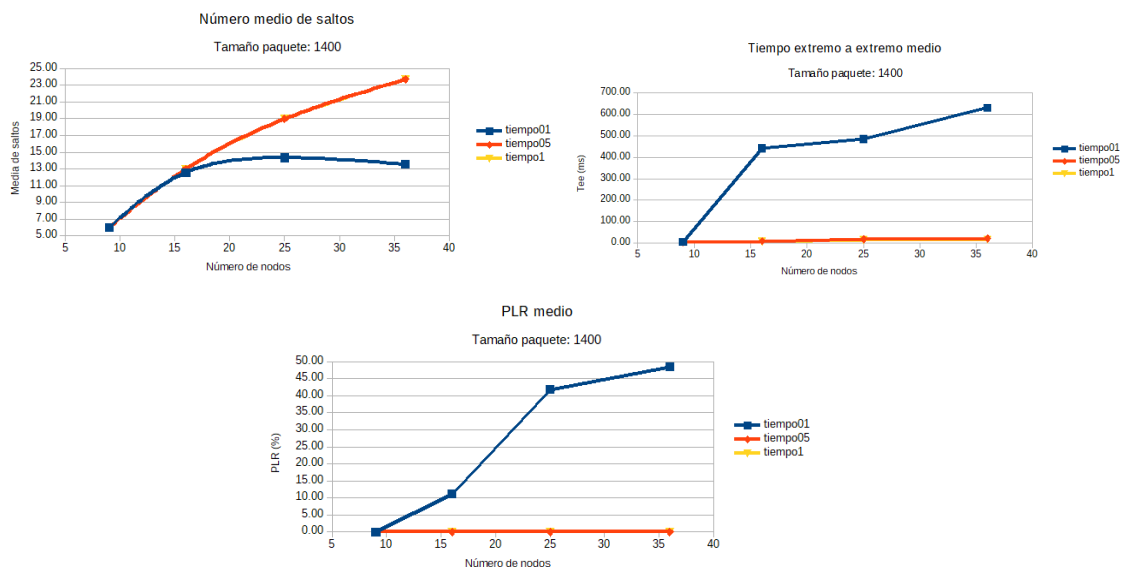 Número medio de saltos
Tamaño paquete: 1400
25.00
23.00
21.00
19.00
17.00
15.00
13.00
11.00
9.00
7.00
5.00
Media de saltos
5 10 15 20 25 30 35 40
Número de nodos
tiempo01
tiempo05
tiempo1
Tiempo extremo a extremo medio
Tamaño paquete: 1400
700.00
600.00
500.00
400.00
300.00
200.00
100.00
0.00
Tee (ms)
5 10 15 20 25 30 35 40
Número de nodos
tiempo01
tiempo05
tiempo1
PLR medio
Tamaño paquete: 1400
50.00
45.00
40.00
35.00
30.00
25.00
20.00
15.00
10.00
5.00
0.00
PLR (%)
5 10 15 20 25 30 35 40
Número de nodos
tiempo01
tiempo05
tiempo1